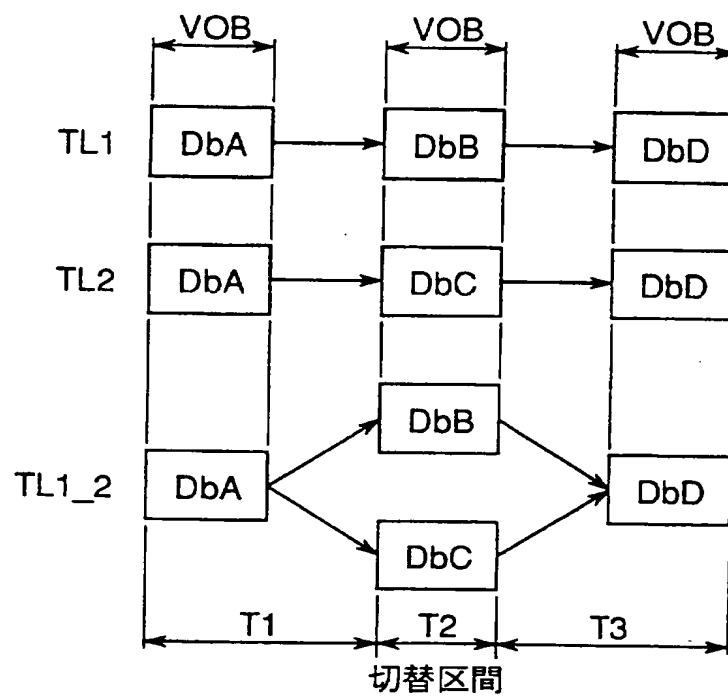 VOB VOB VOB
TL1 DbA DbB DbD
TL2 DbA DbC DbD
DbB
TL1_2 DbA DbD
DbC
T1 T2 T3
切替区間